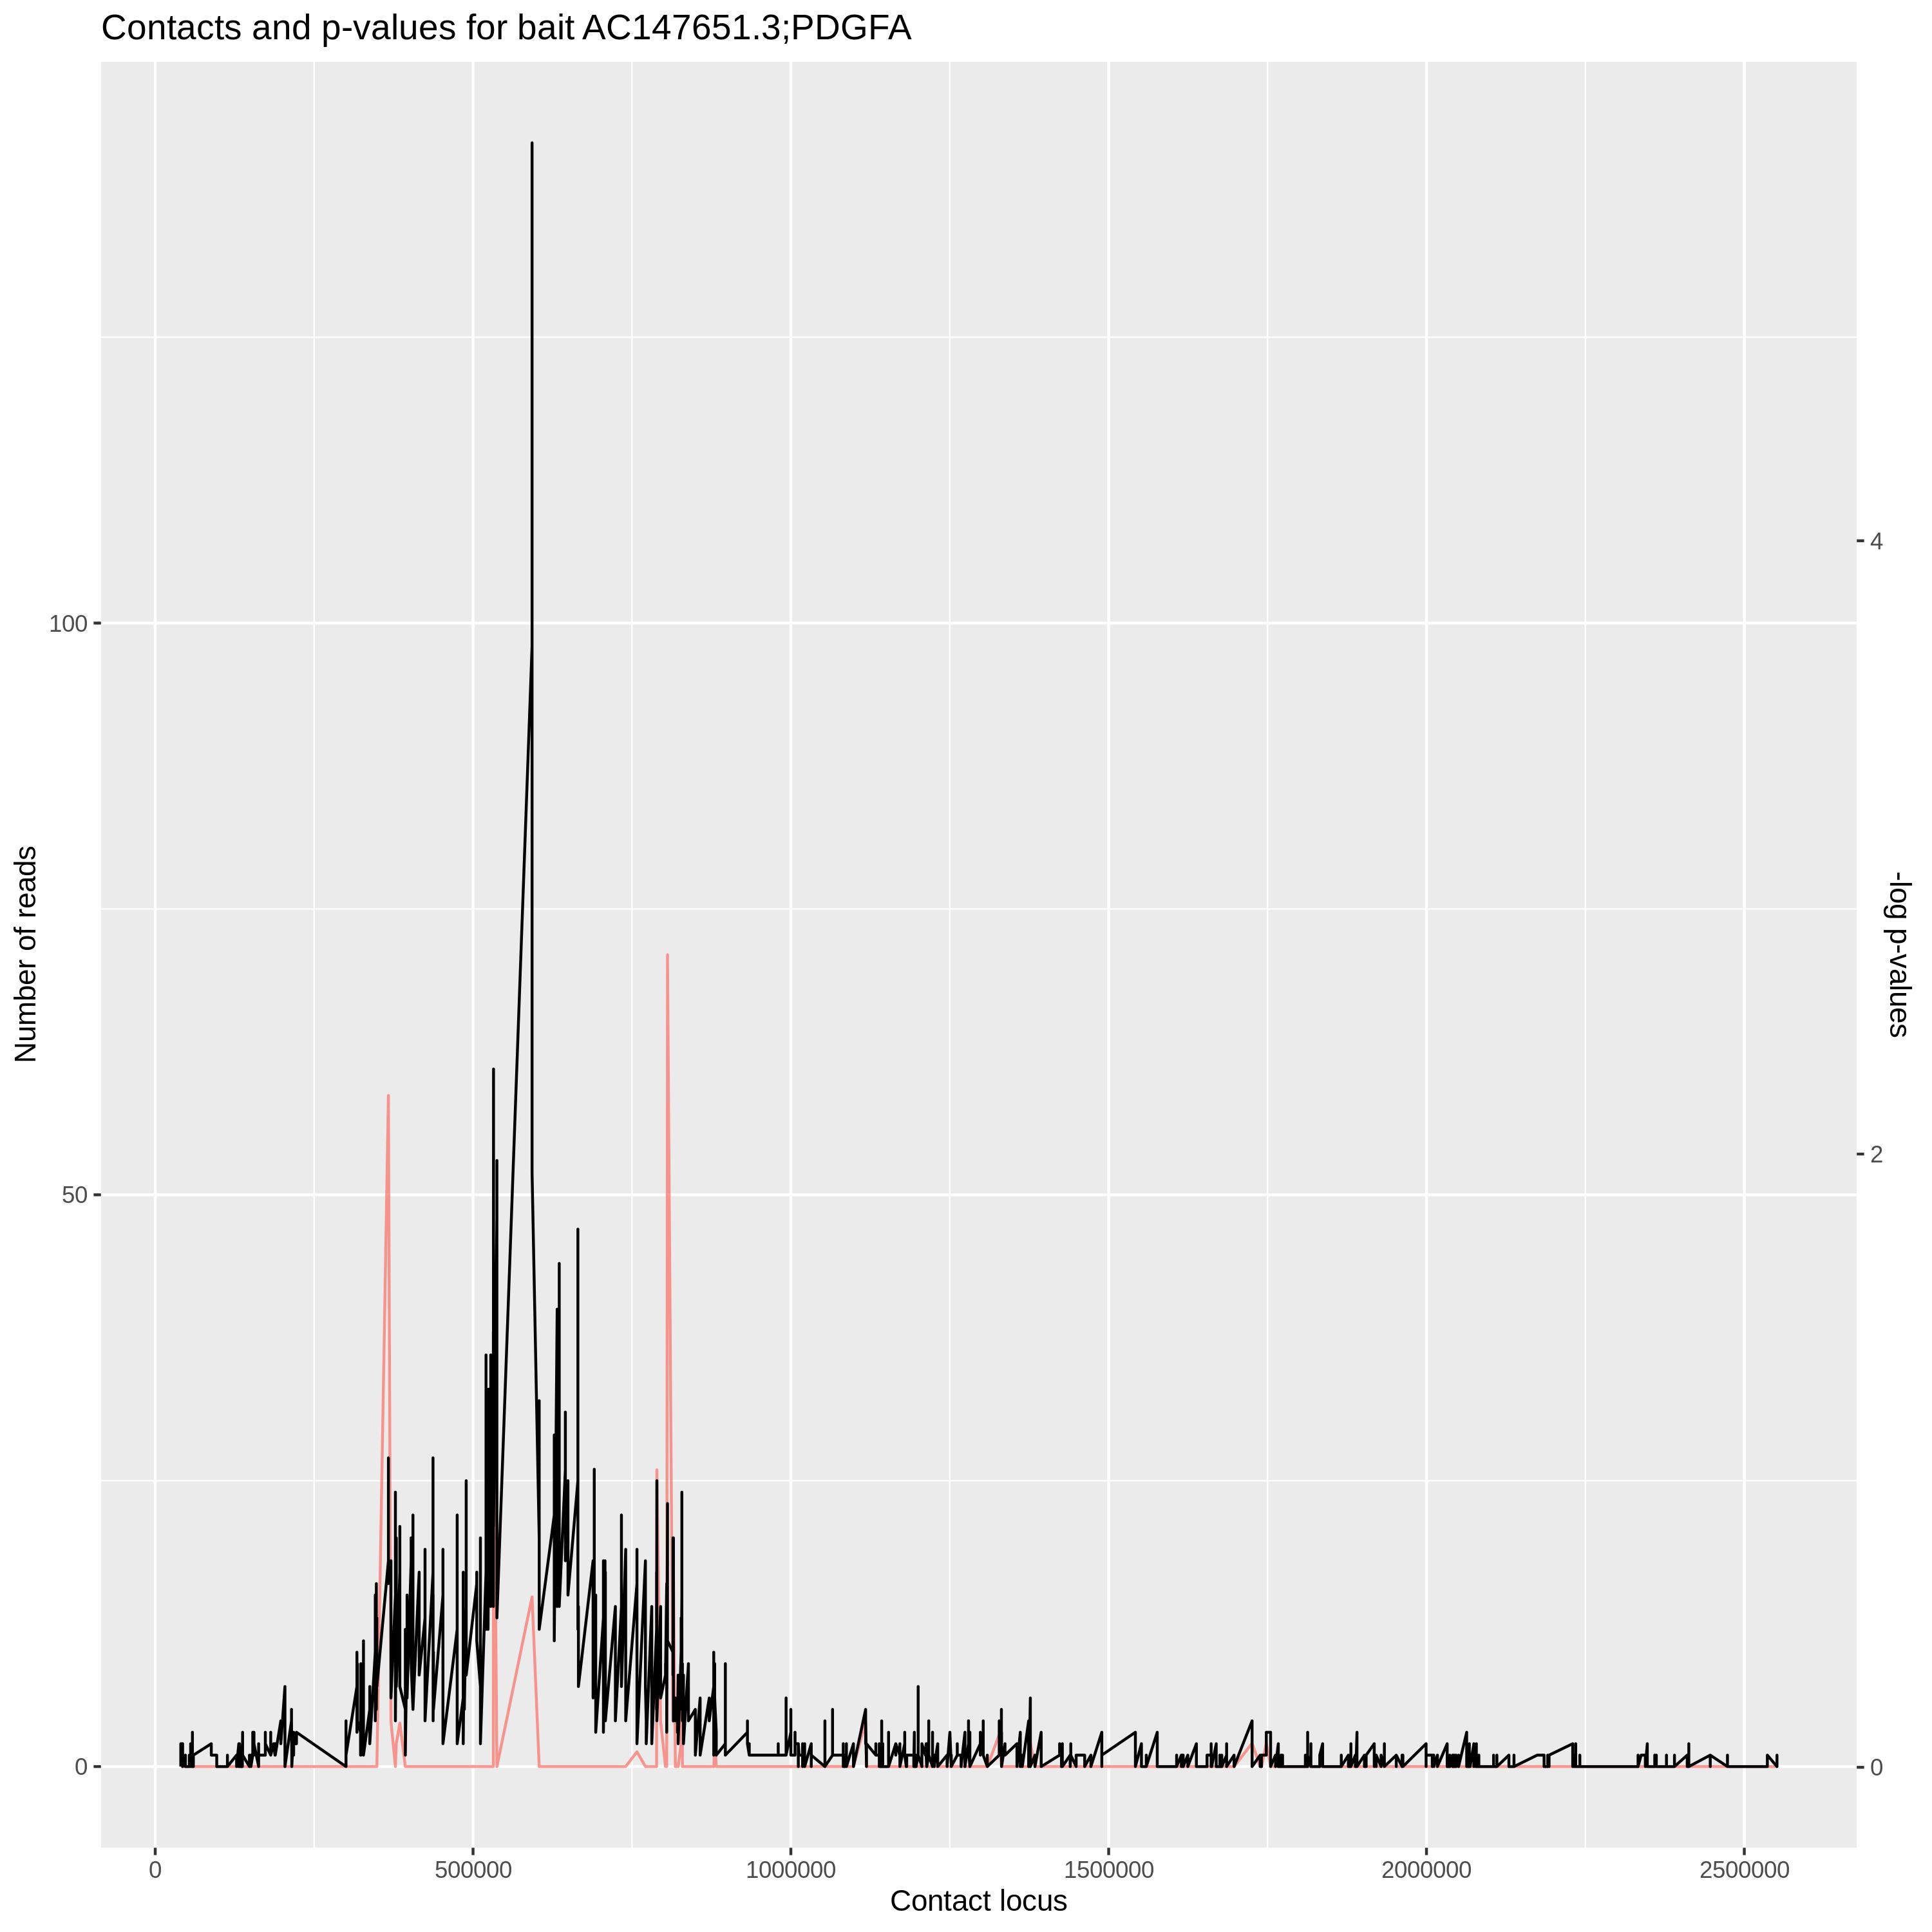 Contacts and p-values for bait AC147651.3;PDGFA
Number of reads
100
50
0
4
2
0
-log p-values
0 500000 1000000 1500000 2000000 2500000
Contact locus